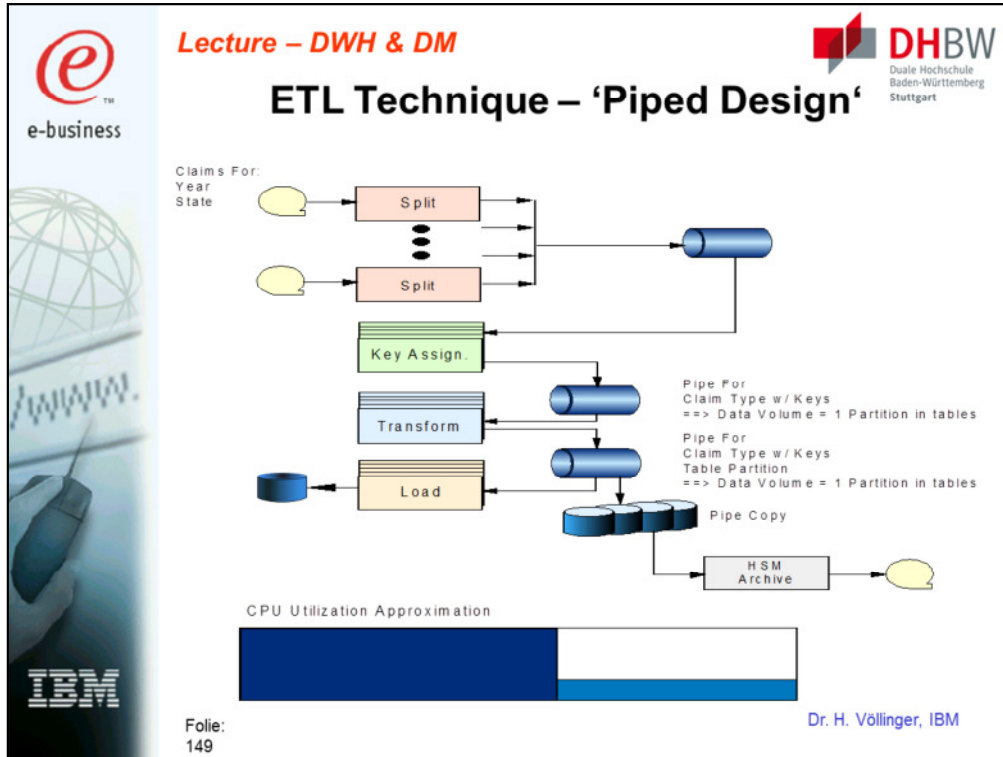 Lecture – DWH & DM
DHBW
Duale Hochschule
Baden-Württemberg
Stuttgart
e
TM
e-business
ETL Technique – ‘Piped Design‘
Claims For:
Year
State
Split
Split
Key Assign.
Pipe For
Claim Type w/ Keys
==> Data Volume = 1 Partition in tables
Transform
Pipe For
Claim Type w/ Keys
Table Partition
==> Data Volume = 1 Partition in tables
Load
Pipe Copy
HSM
Archive
CPU Utilization Approximation
IBM
Folie:
149
Dr. H. Völlinger, IBM